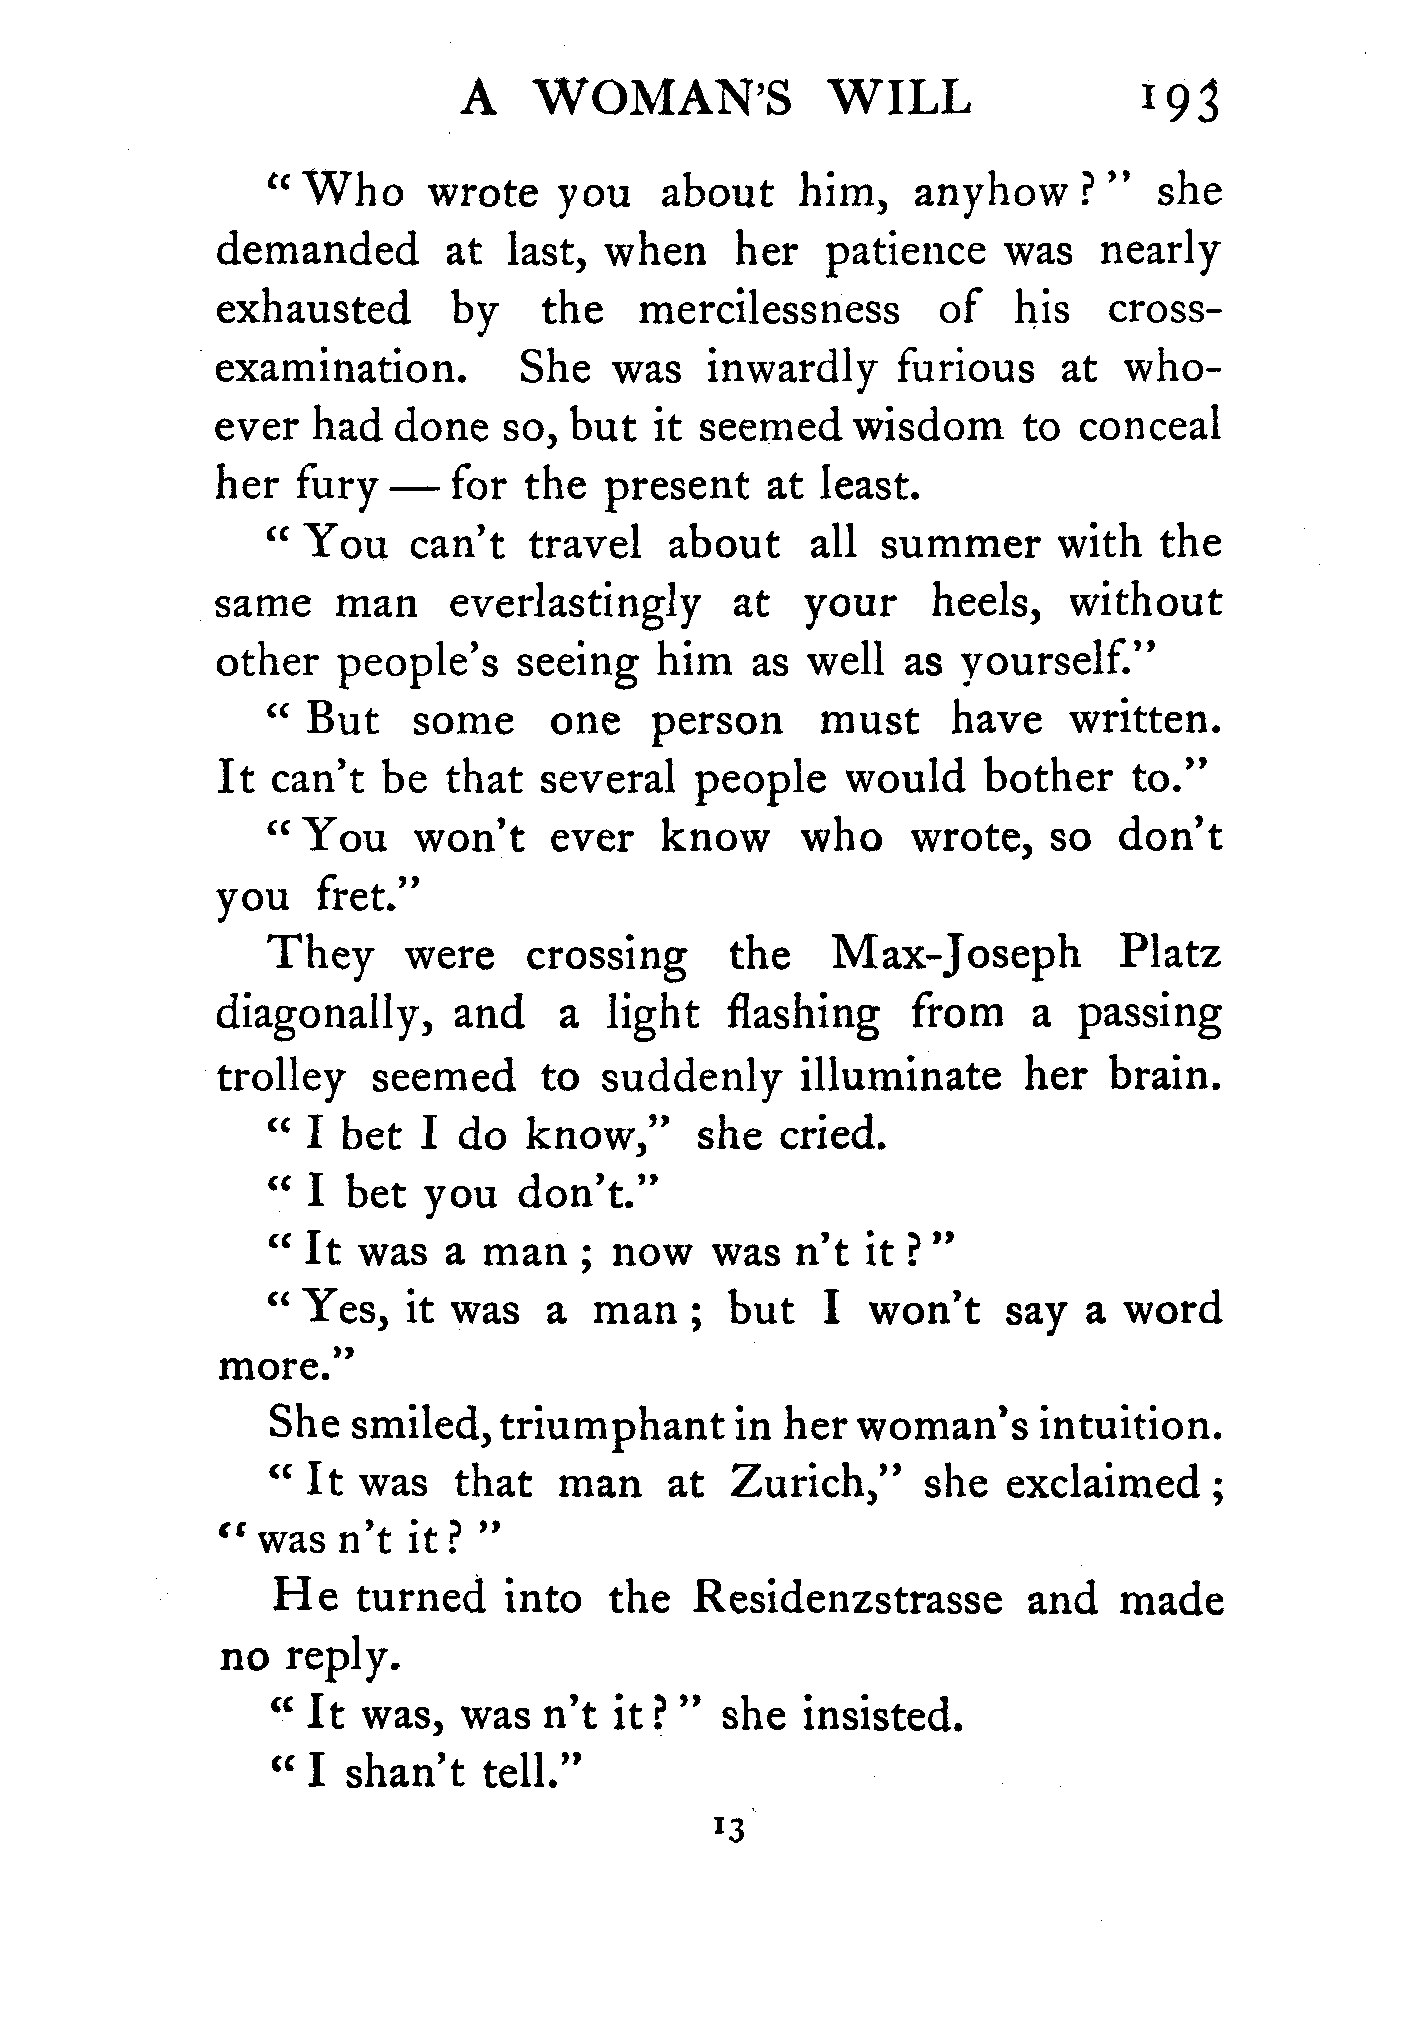 A WOMAN'S WILL 193
“ Who wrote you about him, anyhow ? ” she
demanded at last, when her patience was nearly
exhausted by the mercilessness of his cross-
examination. She was inwardly furious at who-
ever had done so, but it seemed wisdom to conceal
her fury — for the present at least.
“ You can't travel about all summer with the
same man everlastingly at your heels, without
other people's seeing him as well as yourself.”
“ But some one person must have written.
It can't be that several people would bother to.”
“ You won't ever know who wrote, so don't
you fret.”
They were crossing the Max-Joseph Platz
diagonally, and a light flashing from a passing
trolley seemed to suddenly illuminate her brain.
“ I bet I do know,” she cried.
“ I bet you don't.”
“ It was a man ; now was n't it ? ”
“ Yes, it was a man ; but I won't say a word
more.”
She smiled, triumphant in her woman's intuition.
“ It was that man at Zurich,” she exclaimed ;
“ was n't it ? ”
He turned into the Residenzstrasse and made
no reply.
“ It was, was n't it ? ” she insisted.
“ I shan't tell.”
13